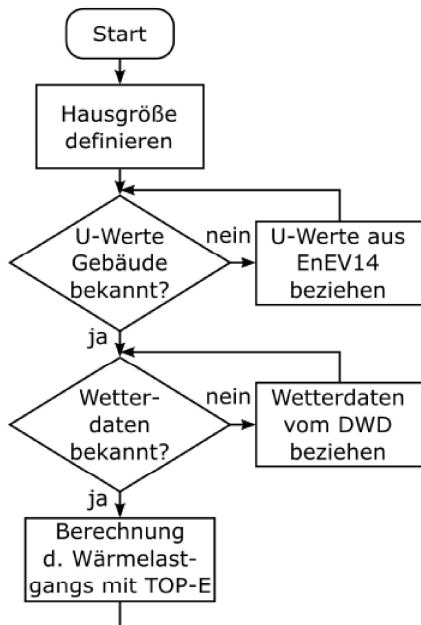 Start
Hausgröße
definieren
U-Werte
Gebäude
bekannt?
nein
U-Werte aus
EnEV14
beziehen
ja
Wetter-
daten
bekannt?
nein
Wetterdaten
vom DWD
beziehen
ja
Berechnung
d. Wärmelast-
gangs mit TOP-E